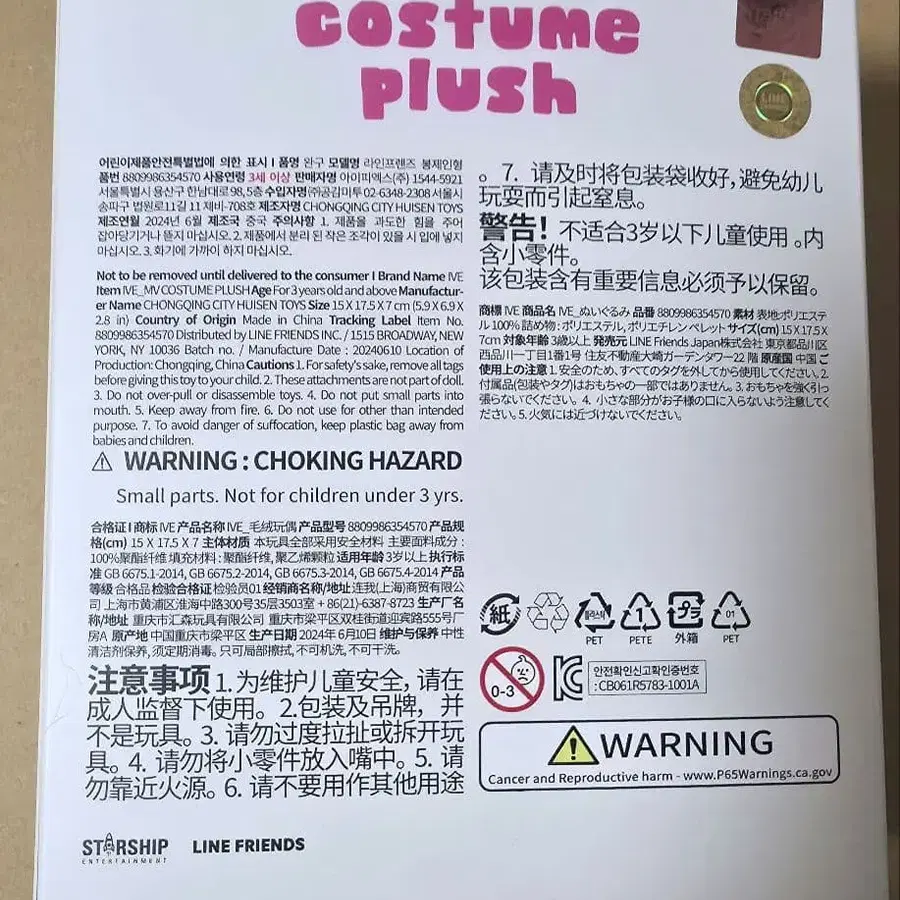 costume
plush
LINE
어린이제품안전특별법에 의한 표시 I 품명 완구 모델명 라인프렌즈 봉제인형
품번 8809986354570 사용연령 3세 이상 판매자명 아이피엑스(주) 1544-5921
서울특별시 용산구 한남대로 98, 5층 수입자명 ㈜공감미투 02-6348-2308 서울시
송파구 법원로11길 11 제비-708호 제조자명 CHONGQING CITY HUISEN TOYS
제조연월 2024년 6월 제조국 중국 주의사항 1. 제품을 과도한 힘을 주어
잡아당기거나 뜯지 마십시오. 2. 제품에서 분리 된 작은 조각이 있을 시 입에 넣지
마십시오. 3. 화기에 가까이 하지 마십시오.
Not to be removed until delivered to the consumer I Brand Name IVE
Item IVE_MV COSTUME PLUSH Age For 3 years old and above Manufactur-
er Name CHONGQING CITY HUISEN TOYS Size 15 X 17.5 X 7 cm (5.9 X 6.9 X
2.8 in) Country of Origin Made in China Tracking Label Item No.
8809986354570 Distributed by LINE FRIENDS INC. / 1515 BROADWAY, NEW
YORK, NY 10036 Batch no. / Manufacture Date : 20240610 Location of
Production: Chongqing, China Cautions 1. For safety's sake, remove all tags
before giving this toy to your child. 2. These attachments are not part of doll.
3. Do not over-pull or disassemble toys. 4. Do not put small parts into
mouth. 5. Keep away from fire. 6. Do not use for other than intended
purpose. 7. To avoid danger of suffocation, keep plastic bag away from
babies and children.
WARNING : CHOKING HAZARD
Small parts. Not for children under 3 yrs.
合格证 I 商标 IVE 产品名称 IVE_毛绒玩偶 产品型号 8809986354570 产品规
格(cm) 15 X 17.5 X 7 主体材质 本玩具全部采用安全材料 主要面料成分 :
100%聚酯纤维 填充材料 : 聚酯纤维, 聚乙烯颗粒 适用年龄 3岁以上 执行标
准 GB 6675.1-2014, GB 6675.2-2014, GB 6675.3-2014, GB 6675.4-2014 产品
等级 合格品 检验合格证 检验员01 经销商名称/地址 连我(上海)商贸有限公
司 上海市黄浦区淮海中路300号35层3503室 + 86(21)-6387-8723 生产厂名
称/地址 重庆市汇森玩具有限公司 重庆市梁平区双桂街道迎宾路555号厂
房A 原产地 中国重庆市梁平区 生产日期 2024年 6月10日 维护与保养 中性
清洁剂保养, 须定期消毒。只可局部擦拭, 不可机洗, 不可干洗。
注意事项 1. 为维护儿童安全，请在
成人监督下使用。 2.包装及吊牌，并
不是玩具。 3. 请勿过度拉扯或拆开玩
具。 4. 请勿将小零件放入嘴中。 5. 请
勿靠近火源。 6. 请不要用作其他用途
。 7. 请及时将包装袋收好，避免幼儿
玩耍而引起窒息。
警告! 不适合3岁以下儿童使用 。内
含小零件。
该包装含有重要信息必须予以保留。
商標 IVE 商品名 IVE_ぬいぐるみ 品番 8809986354570 素材 表地:ポリエステ
ル 100% 詰め物 : ポリエステル, ポリエチレン ペレット サイズ(cm) 15 X 17.5 X
7cm 対象年齢 3歳以上 発売元 LINE Friends Japan株式会社 東京都品川区
西品川一丁目1番1号 住友不動産大崎ガーデンタワー22 階 原産国 中国 ご
使用上の注意 1. 安全のため、すべてのタグを外してから使用してください。 2.
付属品(包装やタグ)はおもちゃの一部ではありません。 3. おもちゃを強く引っ
張らないでください。 4. 小さな部分がお子様の口に入らないよう注意してく
ださい。 5. 火気には近づけないでください。
紙
플라스틱
PET
1
PETE
プラ
外箱
01
PET
0-3
안전확인신고확인증번호
: CB061R5783-1001A
WARNING
Cancer and Reproductive harm - www.P65Warnings.ca.gov
STARSHIP
ENTERTAINMENT
LINE FRIENDS